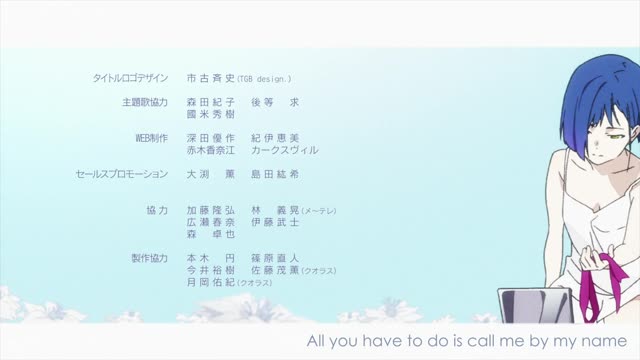 タイトルロゴデザイン 市古斉史(TGB design.)
主題歌協力 森田紀子 後等 求
國米秀樹
WEB制作 深田優作 紀伊恵美
赤木香奈江 カークスヴィル
セールスプロモーション 大渕 薫 島田紘希
協力 加藤隆弘 林 義晃(メ〜テレ)
広瀬春奈 伊藤武士
森 卓也
製作協力 本木 円 篠原直人
今井裕樹 佐藤茂薫(クオラス)
月岡佑紀(クオラス)
All you have to do is call me by my name